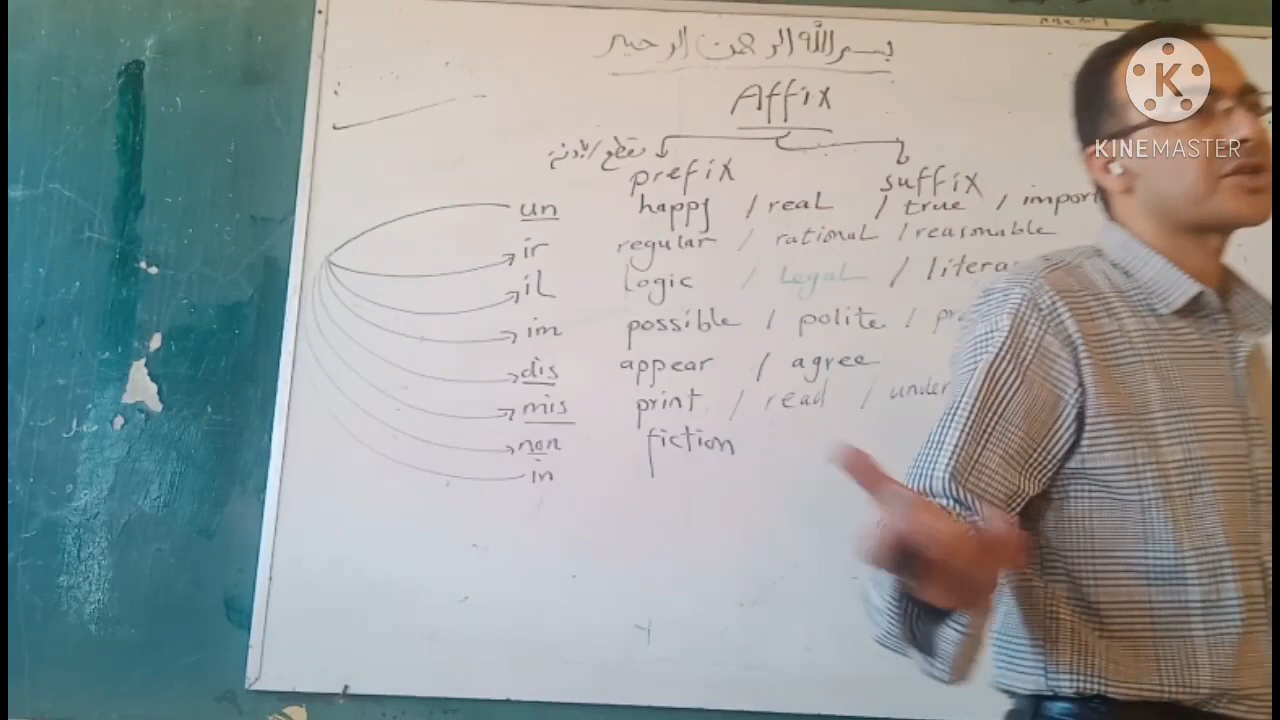 بسم الله الرحمن الرحيم
Affix
prefix suffix
un happy / real / true / import
ir regular / rational / reasonable
il Logic / Legal / litera
im possible / polite / pr
dis appear / agree
mis print / read / under
non fiction
in
K
KINEMASTER